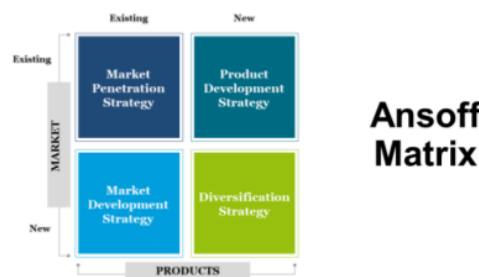 Existing
New
Existing
Market
Penetration
Strategy
Product
Development
Strategy
MARKET
Ansoff
Matrix
Market
Development
Strategy
Diversification
Strategy
New
PRODUCTS